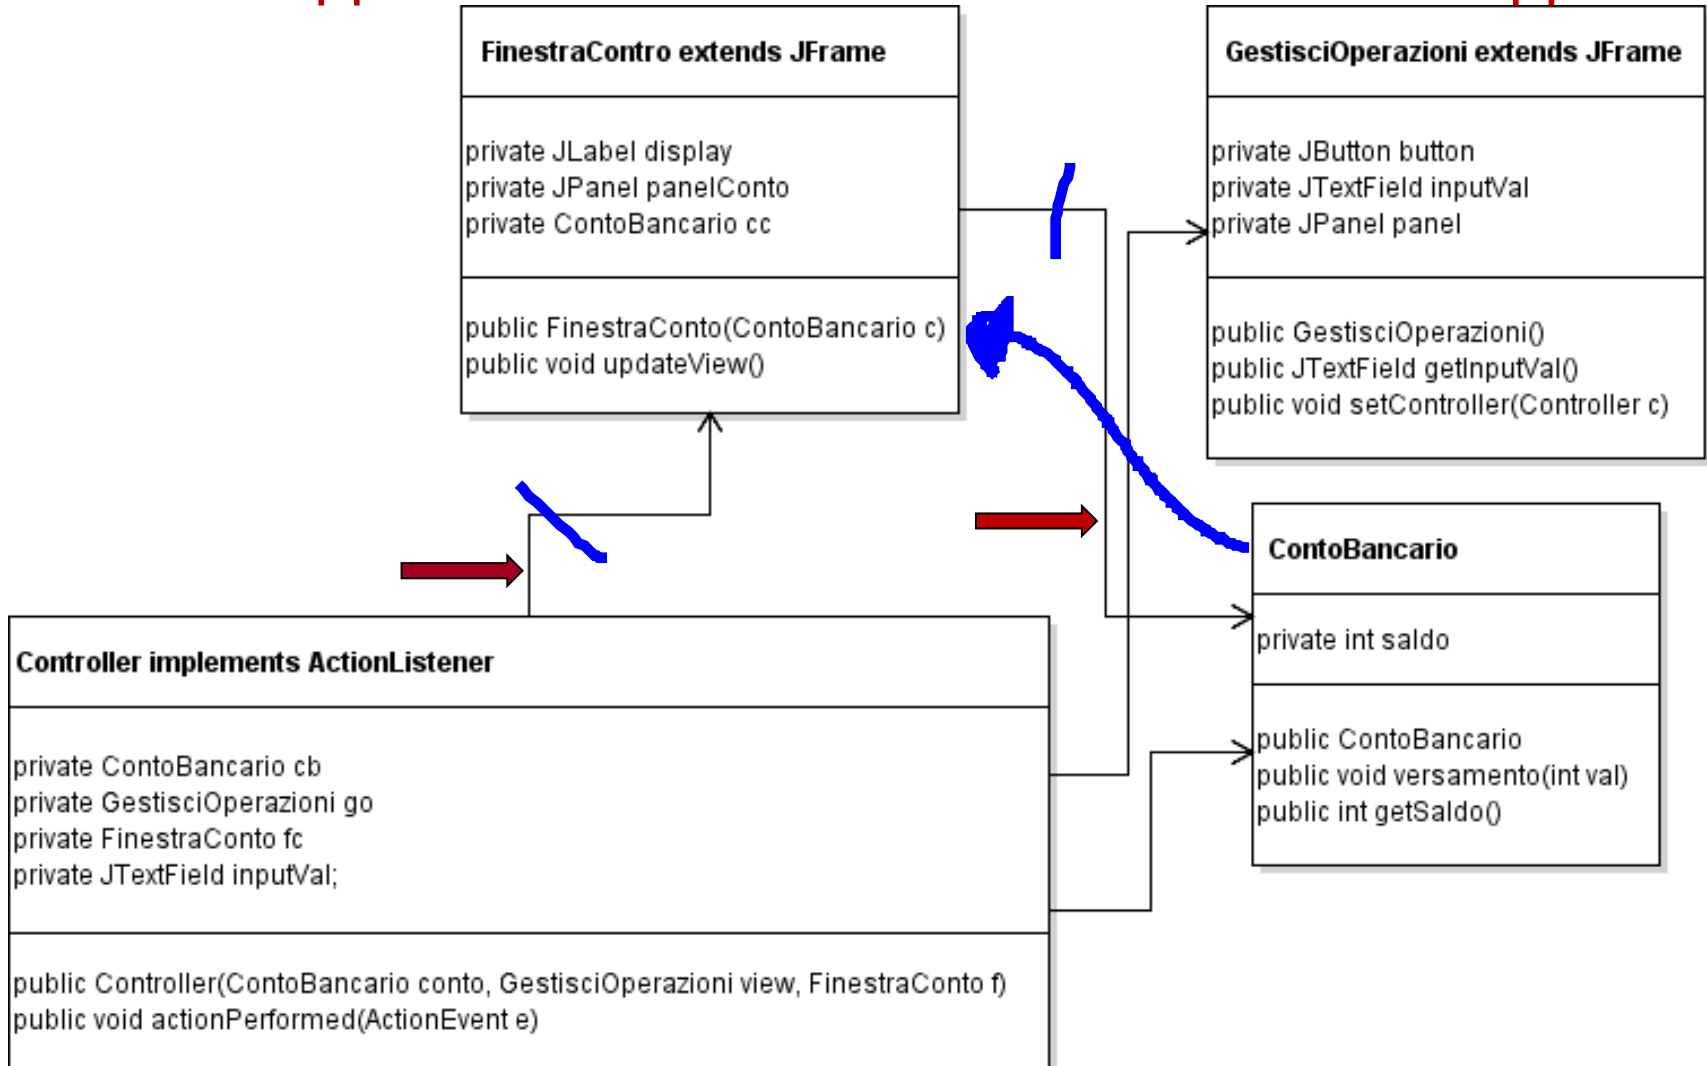 FinestraContro extends JFrame
private JLabel display
private JPanel panelConto
private ContoBancario cc
public FinestraConto(ContoBancario c)
public void updateView()
GestisciOperazioni extends JFrame
private JButton button
private JTextField inputVal
private JPanel panel
public GestisciOperazioni()
public JTextField getInputVal()
public void setController(Controller c)
ContoBancario
private int saldo
public ContoBancario
public void versamento(int val)
public int getSaldo()
Controller implements ActionListener
private ContoBancario cb
private GestisciOperazioni go
private FinestraConto fc
private JTextField inputVal;
public Controller(ContoBancario conto, GestisciOperazioni view, FinestraConto f)
public void actionPerformed(ActionEvent e)